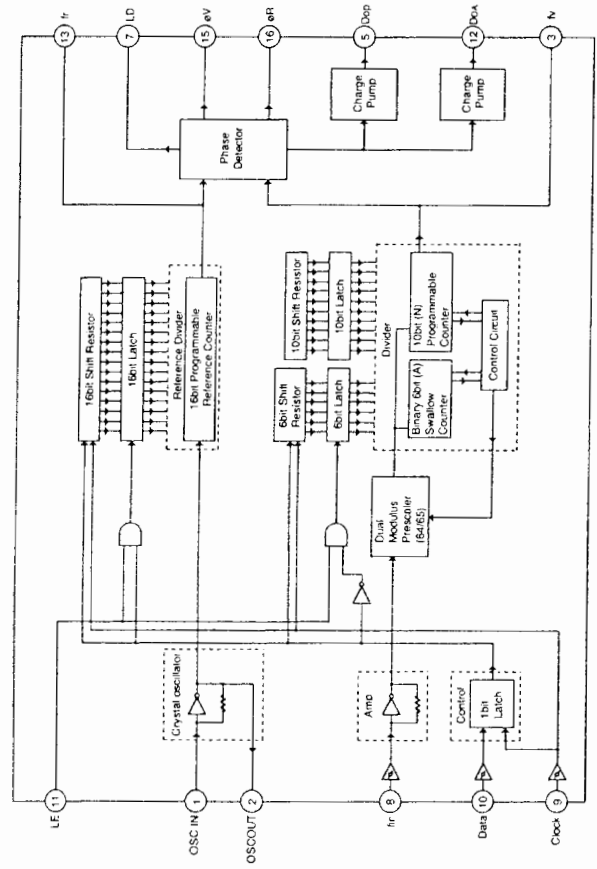 LE
11
OSC IN
1
OSCOUT
2
fin
8
Data
10
Clock
9
Crystal oscillator
Amp
Control
1bit
Latch
16bit Shift Resistor
16bit Latch
Reference Divider
16bit Programmable
Reference Counter
6bit Shift
Resistor
6bit Latch
10bit Shift Resistor
10bit Latch
Divider
Dual
Modulus
Prescaler
(64/65)
Binary 6bit (A)
Swallow
Counter
10bit (N)
Programmable
Counter
Control Circuit
Phase
Detector
Charge
Pump
Charge
Pump
13
fr
7
LD
15
øV
16
øR
5
DOP
12
DOA
3
fv